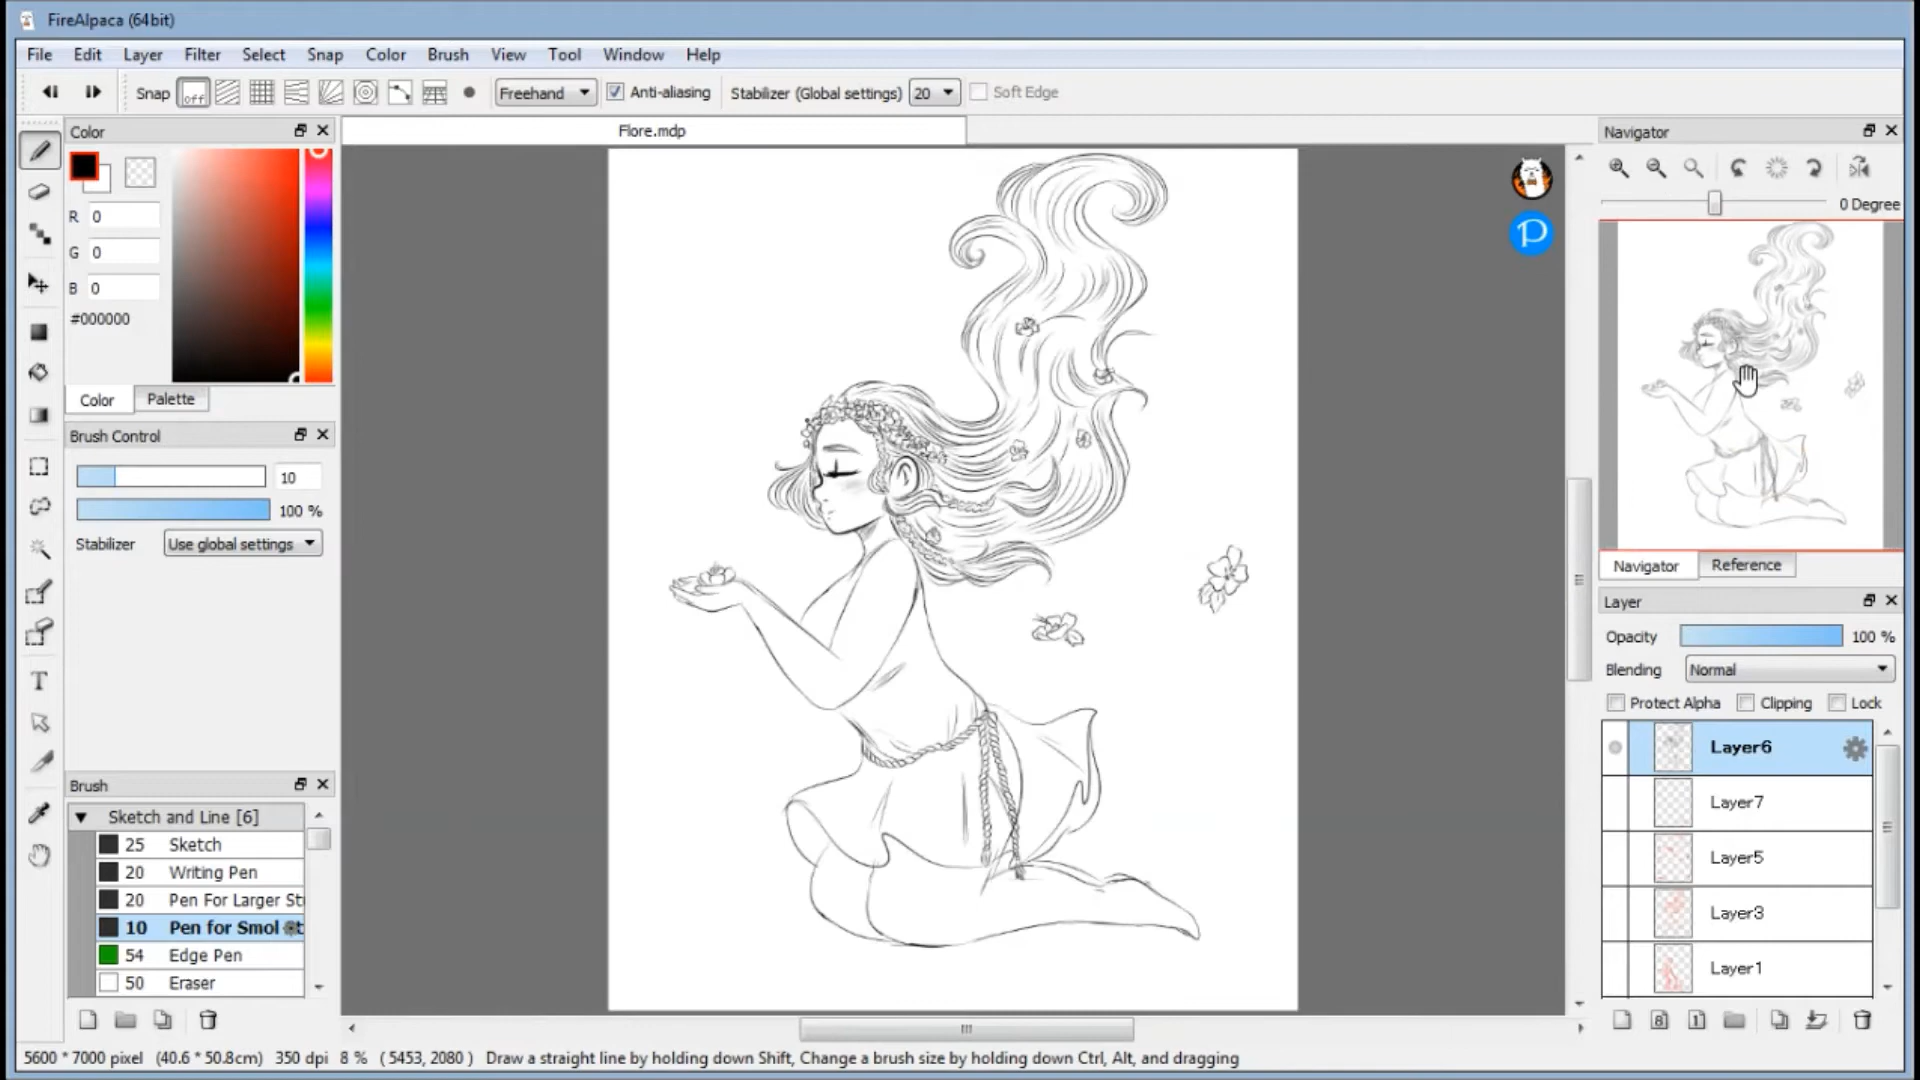 FireAlpaca (64bit)
File Edit Layer Filter Select Snap Color Brush View Tool Window Help
Snap off Freehand Anti-aliasing Stabilizer (Global settings) 20 Soft Edge
Color
Flore.mdp
Navigator
0 Degree
R 0
G 0
B 0
#000000
Color Palette
Brush Control
10
100 %
Stabilizer Use global settings
Navigator Reference
Layer
Opacity 100 %
Blending Normal
Protect Alpha Clipping Lock
Layer6
Layer7
Layer5
Layer3
Layer1
Brush
Sketch and Line [6]
25 Sketch
20 Writing Pen
20 Pen For Larger St
10 Pen for Smol
54 Edge Pen
50 Eraser
8 1
5600 * 7000 pixel (40.6 * 50.8cm) 350 dpi 8 % ( 5453, 2080 ) Draw a straight line by holding down Shift, Change a brush size by holding down Ctrl, Alt, and dragging